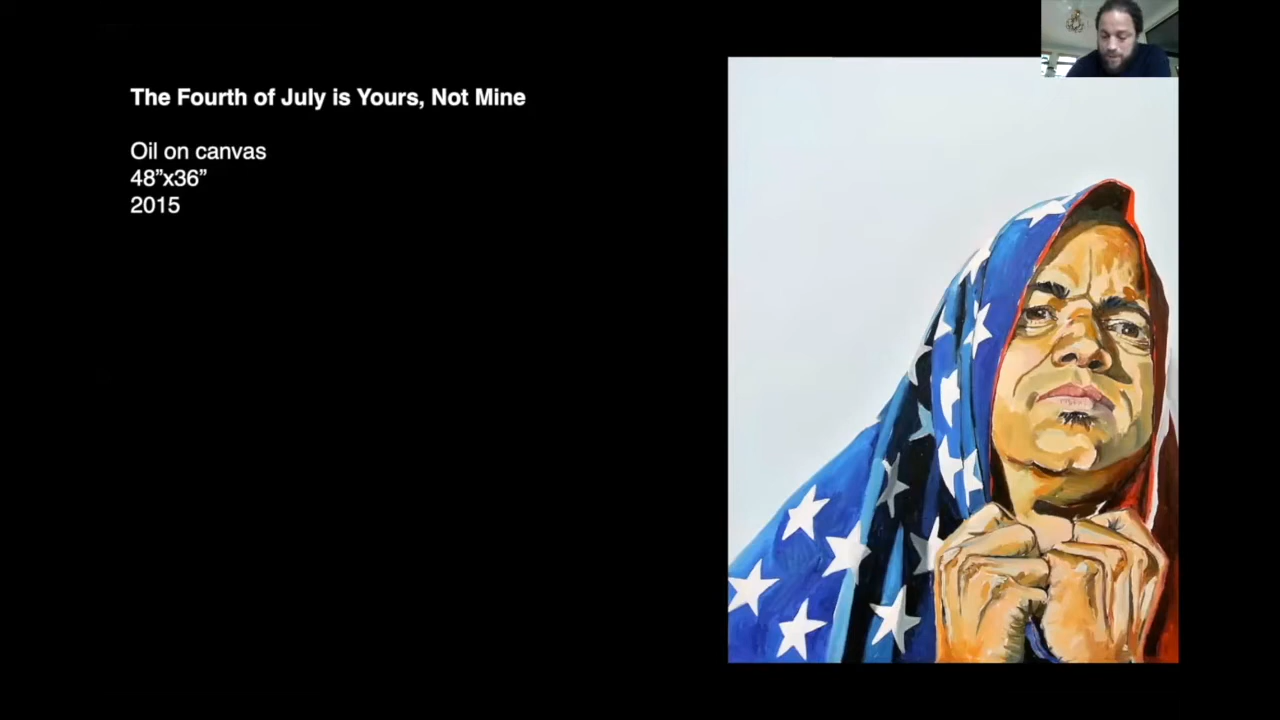 The Fourth of July is Yours, Not Mine
Oil on canvas
48”x36”
2015